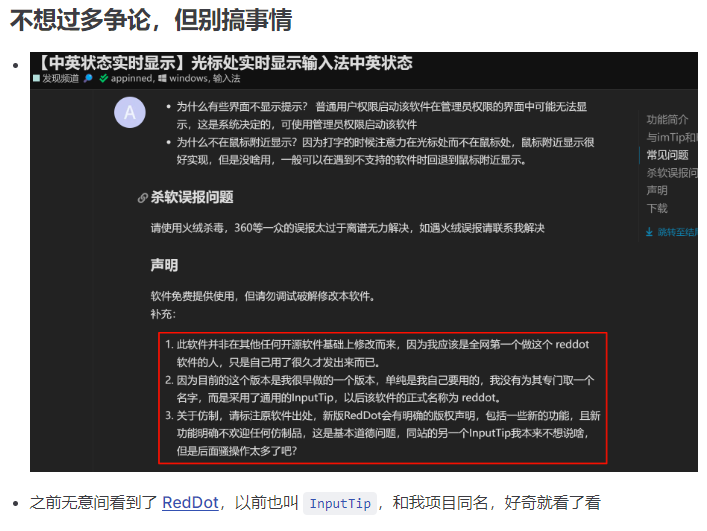 不想过多争论，但别搞事情
【中英状态实时显示】光标处实时显示输入法中英状态
发现频道 appinned, windows, 输入法
A
为什么有些界面不显示提示？ 普通用户权限启动该软件在管理员权限的界面中可能无法显
示，这是系统决定的，可使用管理员权限启动该软件
为什么不在鼠标附近显示？因为打字的时候注意力在光标处而不在鼠标处，鼠标附近显示很
好实现，但是没啥用，一般可以在遇到不支持的软件时回退到鼠标附近显示。
杀软误报问题
请使用火绒杀毒，360等一众的误报太过于离谱无力解决，如遇火绒误报请联系我解决
声明
软件免费提供使用，但请勿调试破解修改本软件。
补充：
1. 此软件并非在其他任何开源软件基础上修改而来，因为我应该是全网第一个做这个 reddot
软件的人，只是自己用了很久才发出来而已。
2. 因为目前的这个版本是我很早做的一个版本，单纯是我自己要用的，我没有为其专门取一个
名字，而是采用了通用的InputTip，以后该软件的正式名称为 reddot。
3. 关于仿制，请标注原软件出处，新版RedDot会有明确的版权声明，包括一些新的功能，且新
功能明确不欢迎任何仿制品，这是基本道德问题，同站的另一个InputTip我本来不想说啥，
但是后面骚操作太多了吧？
功能简介
与imTip和
常见问题
杀软误报问
声明
下载
跳转至结
之前无意间看到了 RedDot，以前也叫 InputTip，和我项目同名，好奇就看了看